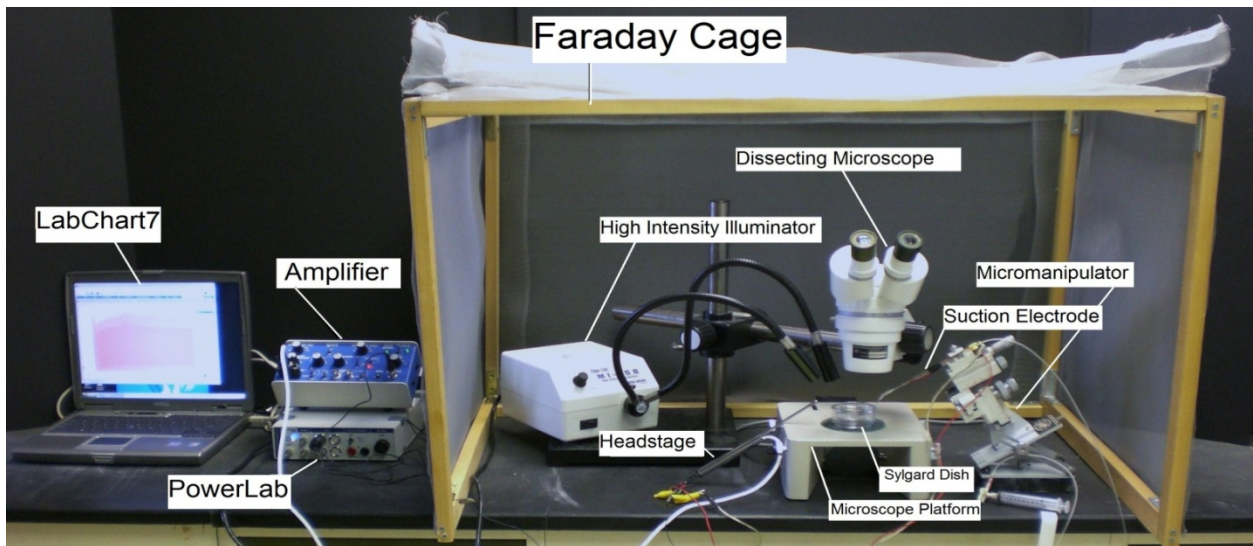 Faraday Cage
Dissecting Microscope
LabChart7
High Intensity Illuminator
Amplifier
Micromanipulator
Suction Electrode
Headstage
Sylgard Dish
PowerLab
Microscope Platform